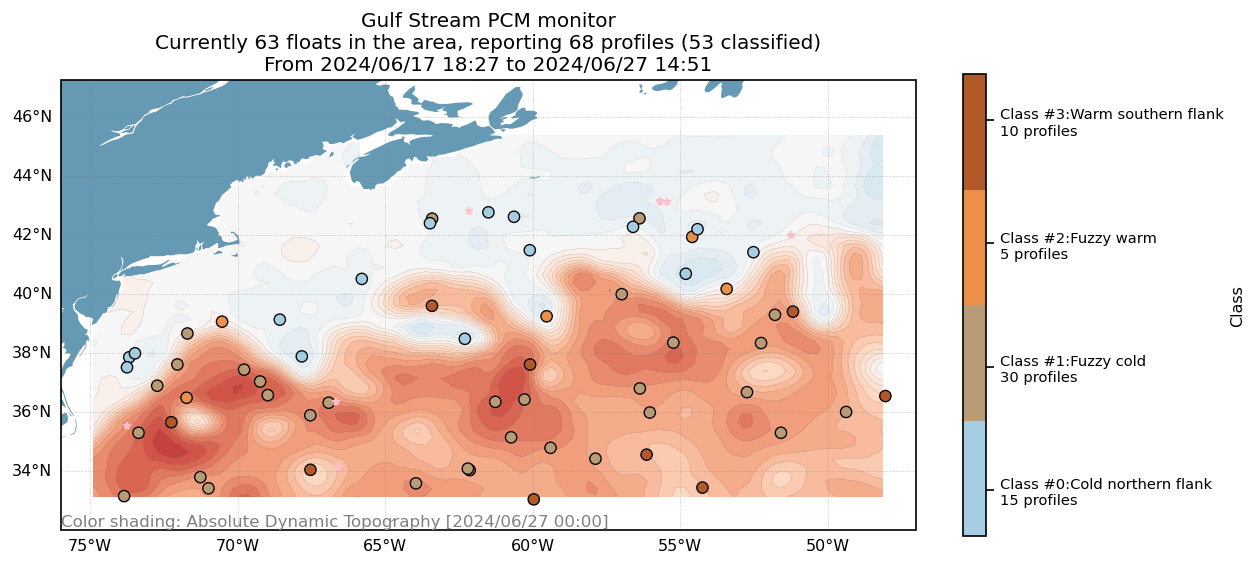 Gulf Stream PCM monitor
Currently 63 floats in the area, reporting 68 profiles (53 classified)
From 2024/06/17 18:27 to 2024/06/27 14:51
46°N
44°N
42°N
40°N
38°N
36°N
34°N
Color shading: Absolute Dynamic Topography [2024/06/27 00:00]
75°W
70°W
65°W
60°W
55°W
50°W
Class #3:Warm southern flank
10 profiles
Class #2:Fuzzy warm
5 profiles
Class #1:Fuzzy cold
30 profiles
Class #0:Cold northern flank
15 profiles
Class